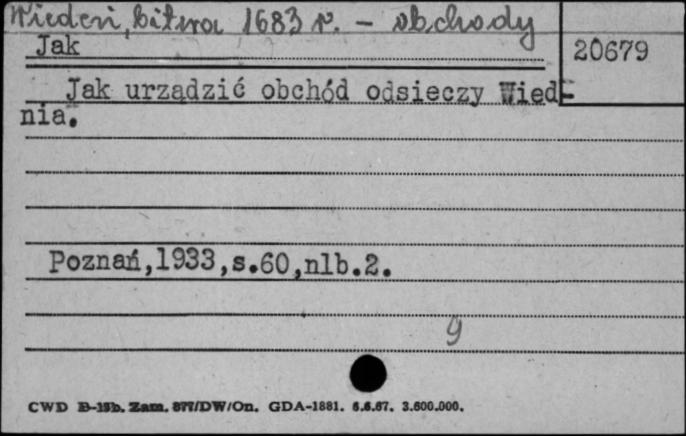 Wiedeń, bitwa 1683 r. - obchody
Jak
20679
Jak urządzić obchód odsieczy Wied-
nia.
Poznań,1933,s.60,nlb.2.
9
CWD B-15b. Zam. 877/DW/On. GDA-1881. 6.6.67. 3.600.000.